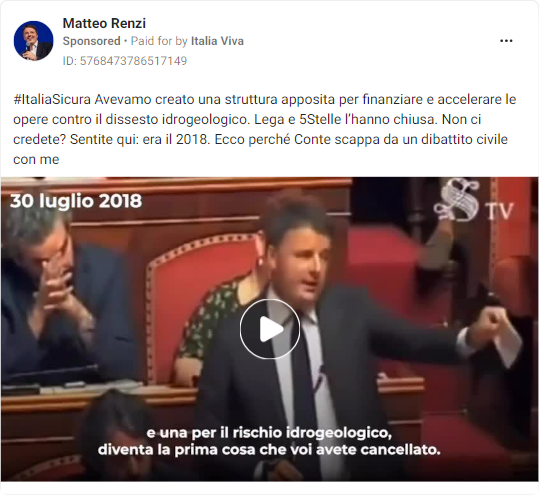 Matteo Renzi
Sponsored • Paid for by Italia Viva
ID: 5768473786517149
#ItaliaSicura Avevamo creato una struttura apposita per finanziare e accelerare le
opere contro il dissesto idrogeologico. Lega e 5Stelle l'hanno chiusa. Non ci
credete? Sentite qui: era il 2018. Ecco perché Conte scappa da un dibattito civile
con me
30 luglio 2018
S TV
e una per il rischio idrogeologico,
diventa la prima cosa che voi avete cancellato.